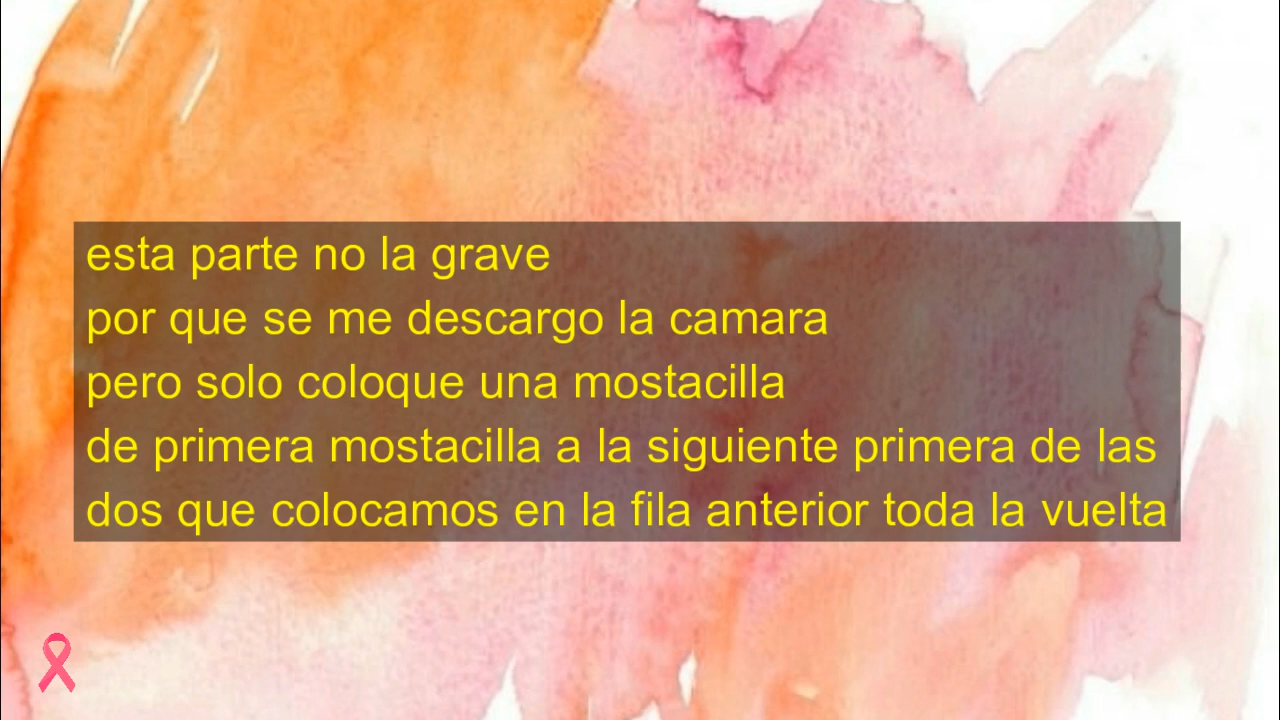 esta parte no la grave
por que se me descargo la camara
pero solo coloque una mostacilla
de primera mostacilla a la siguiente primera de las
dos que colocamos en la fila anterior toda la vuelta